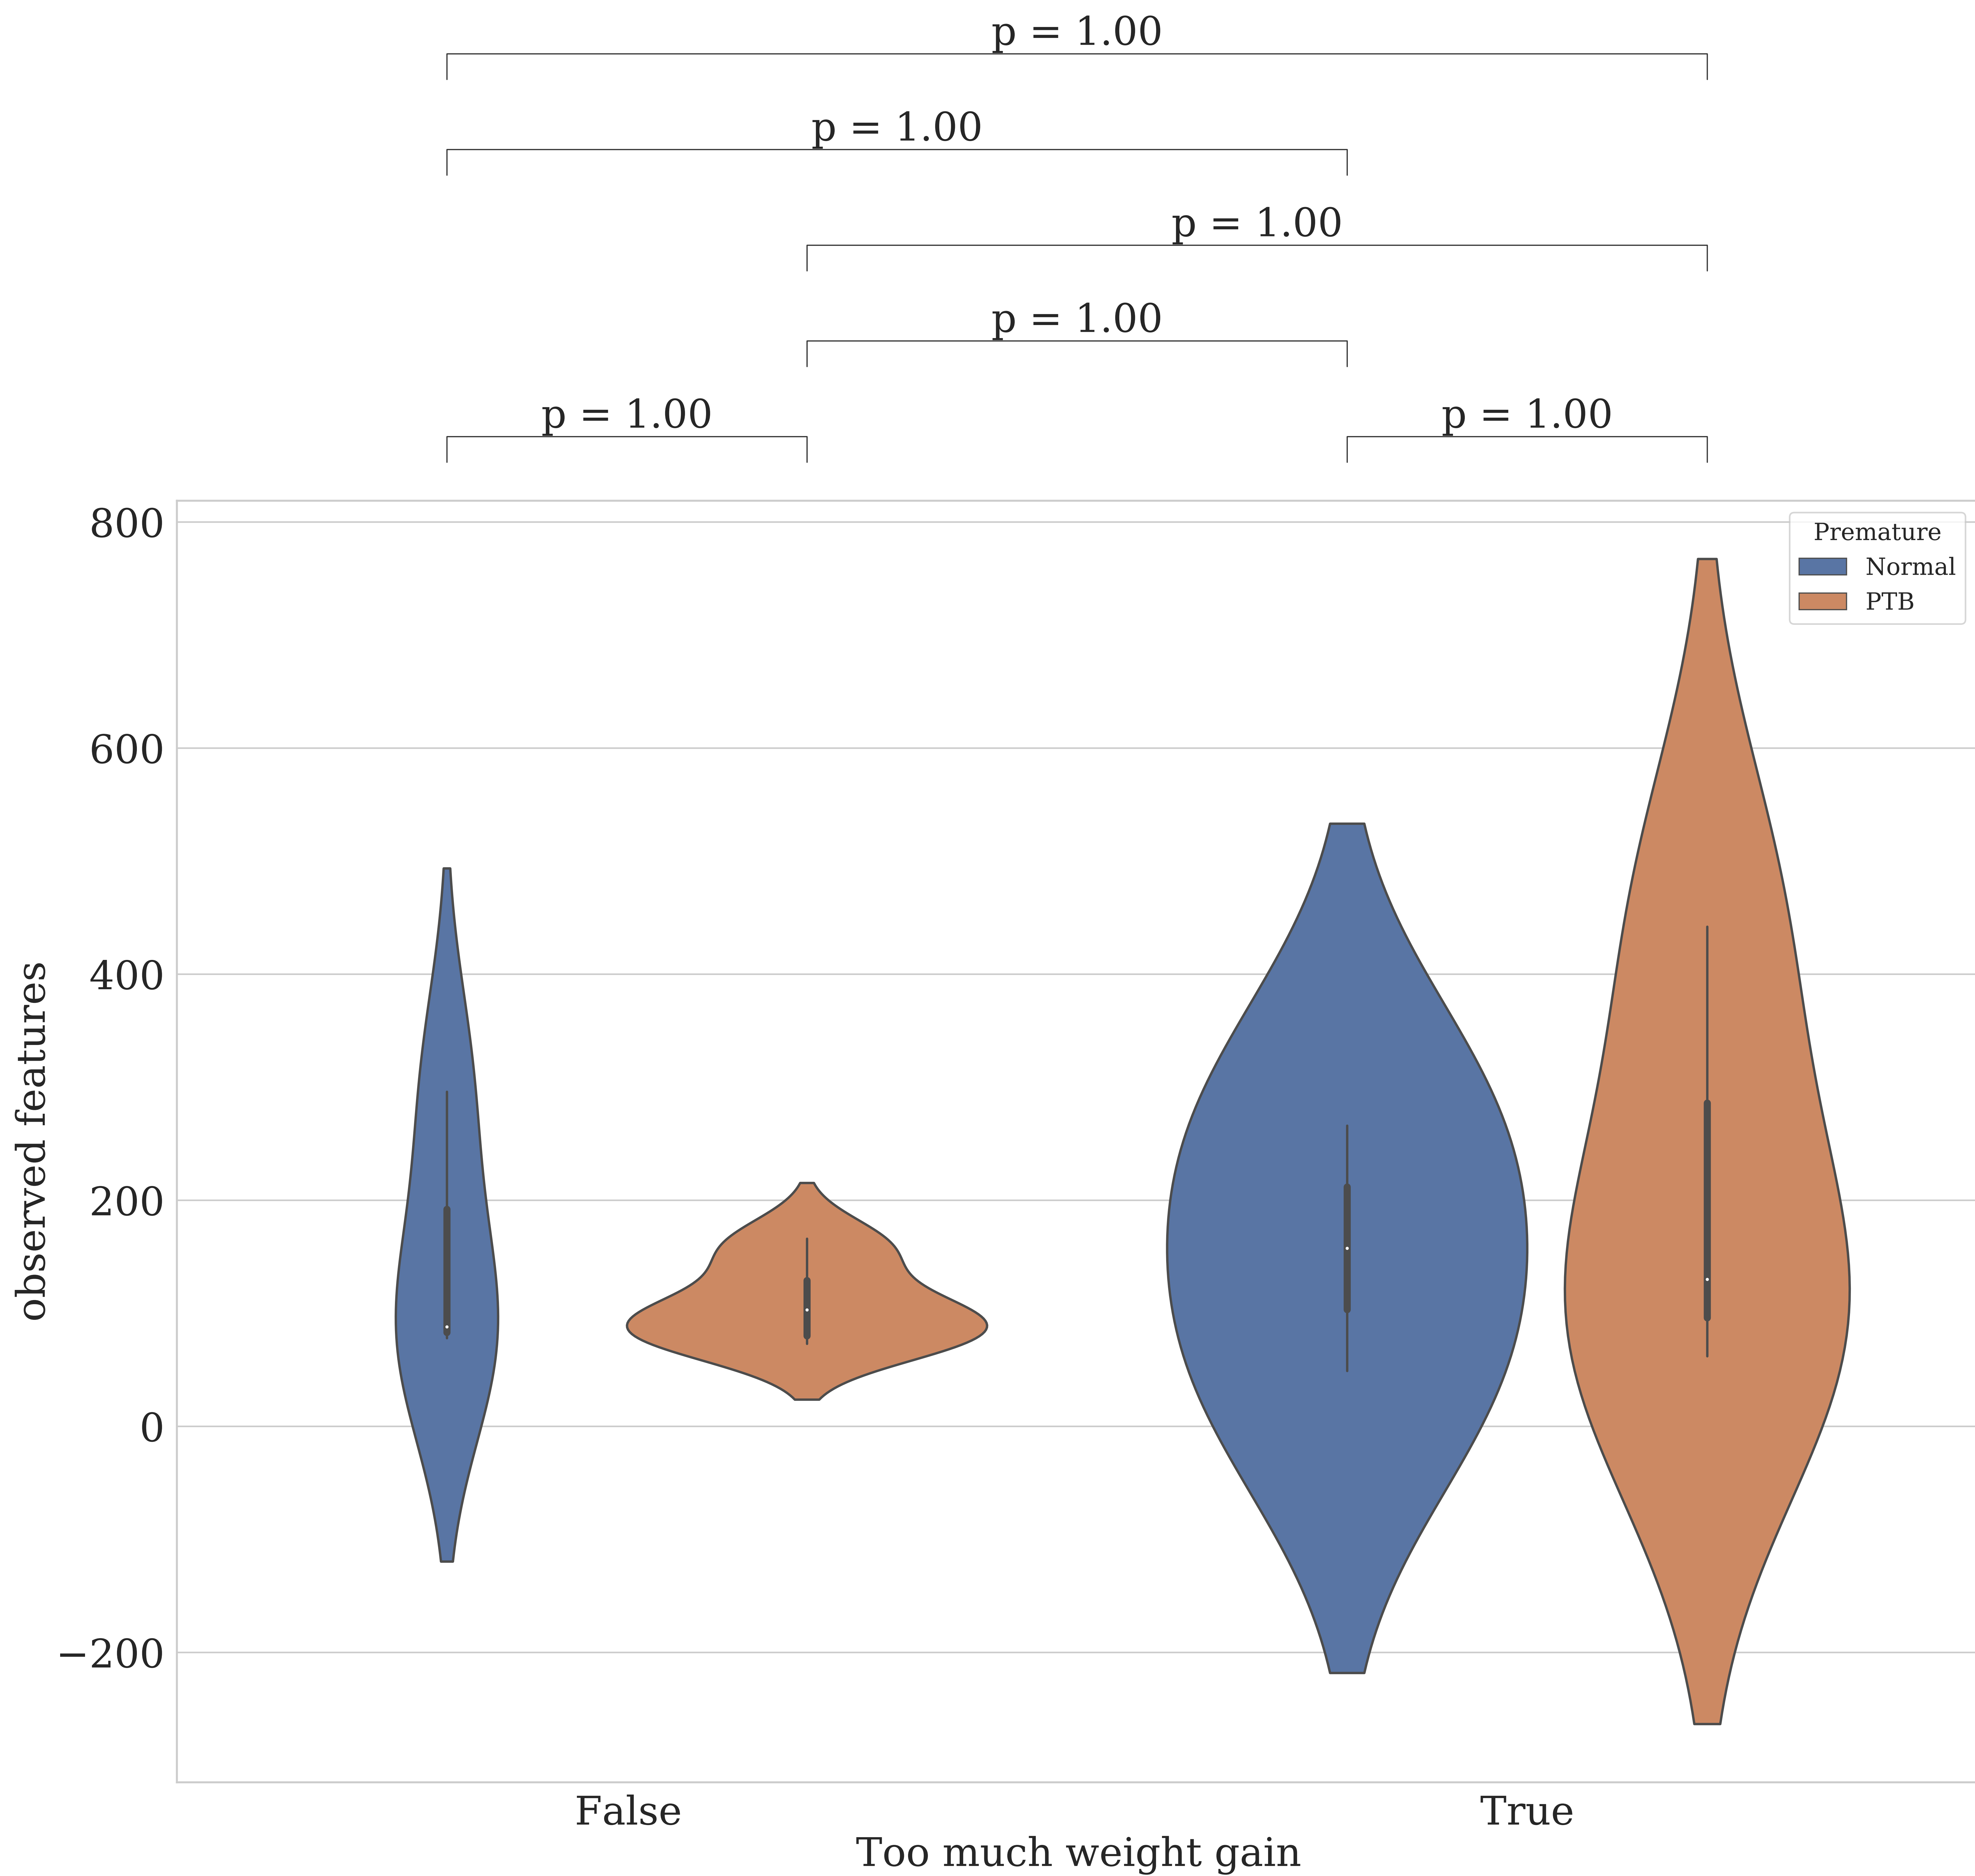 p = 1.00
p = 1.00
p = 1.00
p = 1.00
p = 1.00
p = 1.00
800
600
400
200
0
−200
observed features
Premature
Normal
PTB
False
True
Too much weight gain